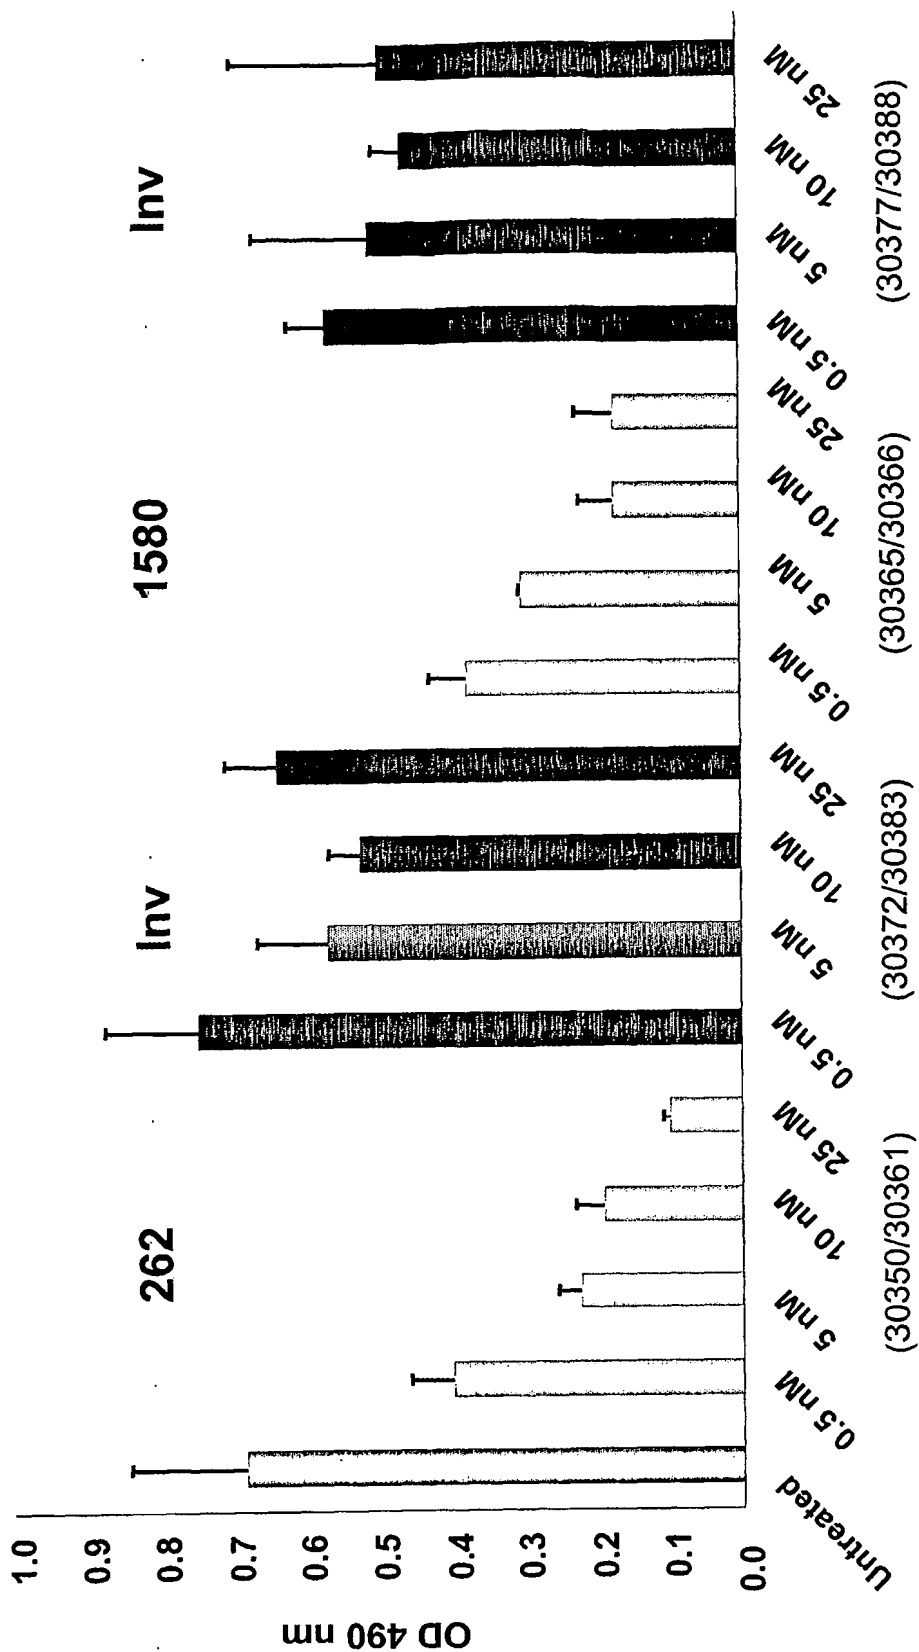 262
Inv
1580
Inv
OD 490 nm
1.0
0.9
0.8
0.7
0.6
0.5
0.4
0.3
0.2
0.1
0.0
Untreated
0.5 nM
5 nM
10 nM
25 nM
0.5 nM
5 nM
10 nM
25 nM
0.5 nM
5 nM
10 nM
25 nM
0.5 nM
5 nM
10 nM
25 nM
(30350/30361)
(30372/30383)
(30365/30366)
(30377/30388)